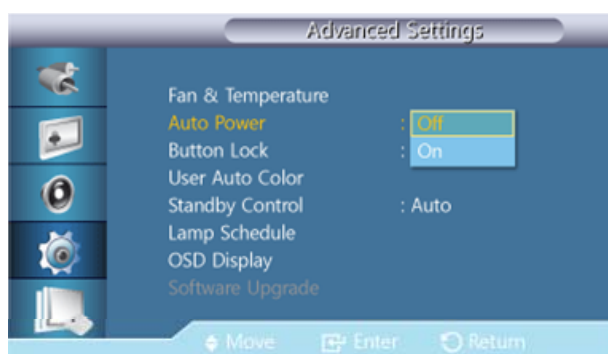 Advanced Settings
Fan & Temperature
Auto Power : Off
Button Lock : On
User Auto Color
Standby Control : Auto
Lamp Schedule
OSD Display
Software Upgrade
Move Enter Return